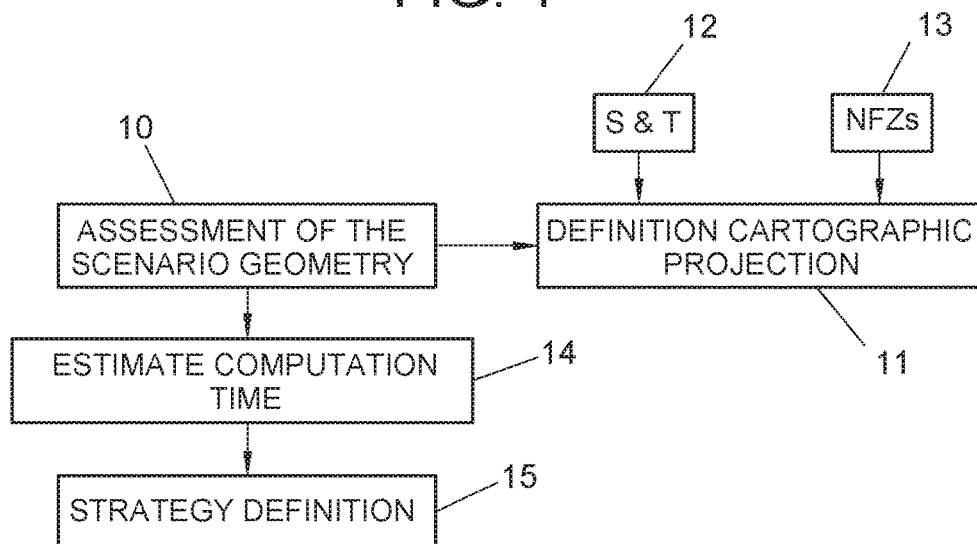 12
13
S & T
NFZs
10
ASSESSMENT OF THE
SCENARIO GEOMETRY
DEFINITION CARTOGRAPHIC
PROJECTION
11
ESTIMATE COMPUTATION
TIME
14
STRATEGY DEFINITION
15